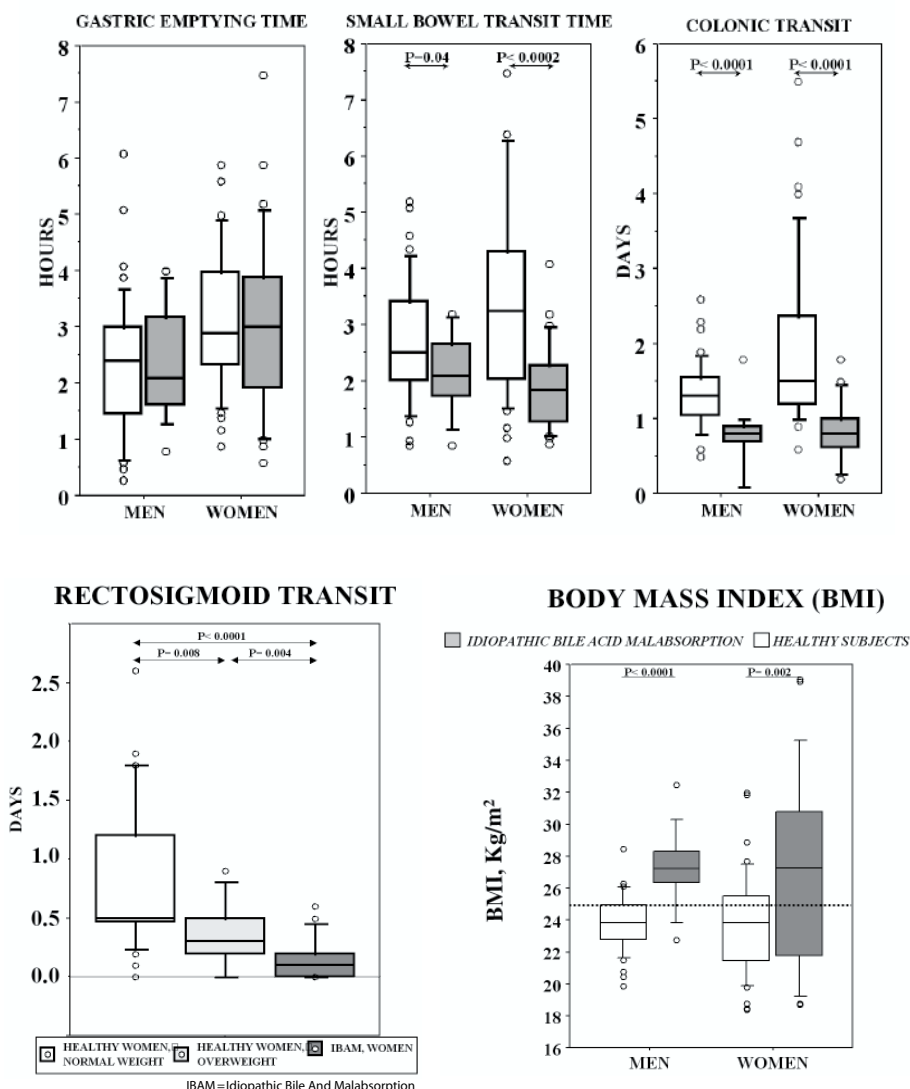 GASTRIC EMPTYING TIME
SMALL BOWEL TRANSIT TIME
COLONIC TRANSIT
HOURS
8
7
6
5
4
3
2
1
0
MEN
WOMEN
HOURS
8
7
6
5
4
3
2
1
0
P=0.04
P< 0.0002
MEN
WOMEN
DAYS
6
5
4
3
2
1
0
P< 0.0001
P< 0.0001
MEN
WOMEN
RECTOSIGMOID TRANSIT
P< 0.0001
P= 0.008
P= 0.004
DAYS
2.5
2.0
1.5
1.0
0.5
0.0
HEALTHY WOMEN,
NORMAL WEIGHT
HEALTHY WOMEN,
OVERWEIGHT
IBAM, WOMEN
IBAM=Idiopathic Bile And Malabsorption
BODY MASS INDEX (BMI)
IDIOPATHIC BILE ACID MALABSORPTION
HEALTHY SUBJECTS
P< 0.0001
P= 0.002
BMI, Kg/m²
40
38
36
34
32
30
28
26
24
22
20
18
16
MEN
WOMEN